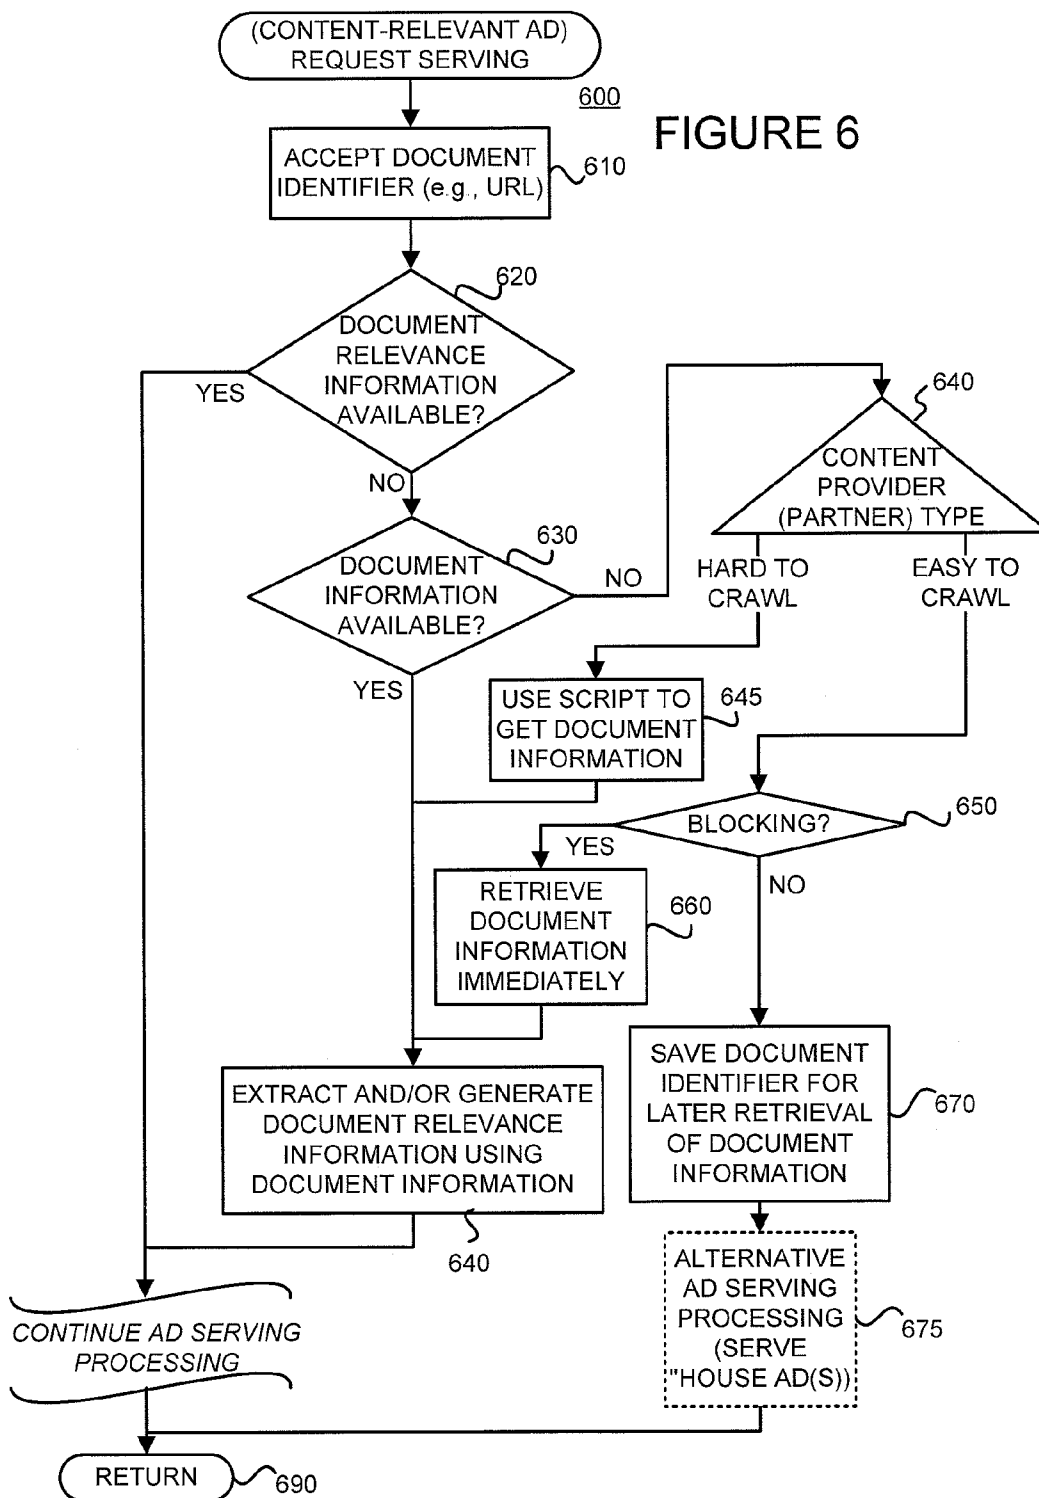 (CONTENT-RELEVANT AD)
REQUEST SERVING
600
FIGURE 6
ACCEPT DOCUMENT
IDENTIFIER (e.g., URL)
610
620
DOCUMENT
RELEVANCE
INFORMATION
AVAILABLE?
YES
NO
640
CONTENT
PROVIDER
(PARTNER) TYPE
630
DOCUMENT
INFORMATION
AVAILABLE?
NO
YES
HARD TO
CRAWL
EASY TO
CRAWL
USE SCRIPT TO
GET DOCUMENT
INFORMATION
645
BLOCKING?
650
YES
NO
RETRIEVE
DOCUMENT
INFORMATION
IMMEDIATELY
660
SAVE DOCUMENT
IDENTIFIER FOR
LATER RETRIEVAL
OF DOCUMENT
INFORMATION
670
EXTRACT AND/OR GENERATE
DOCUMENT RELEVANCE
INFORMATION USING
DOCUMENT INFORMATION
640
ALTERNATIVE
AD SERVING
PROCESSING
(SERVE
"HOUSE AD(S))
675
CONTINUE AD SERVING
PROCESSING
RETURN
690